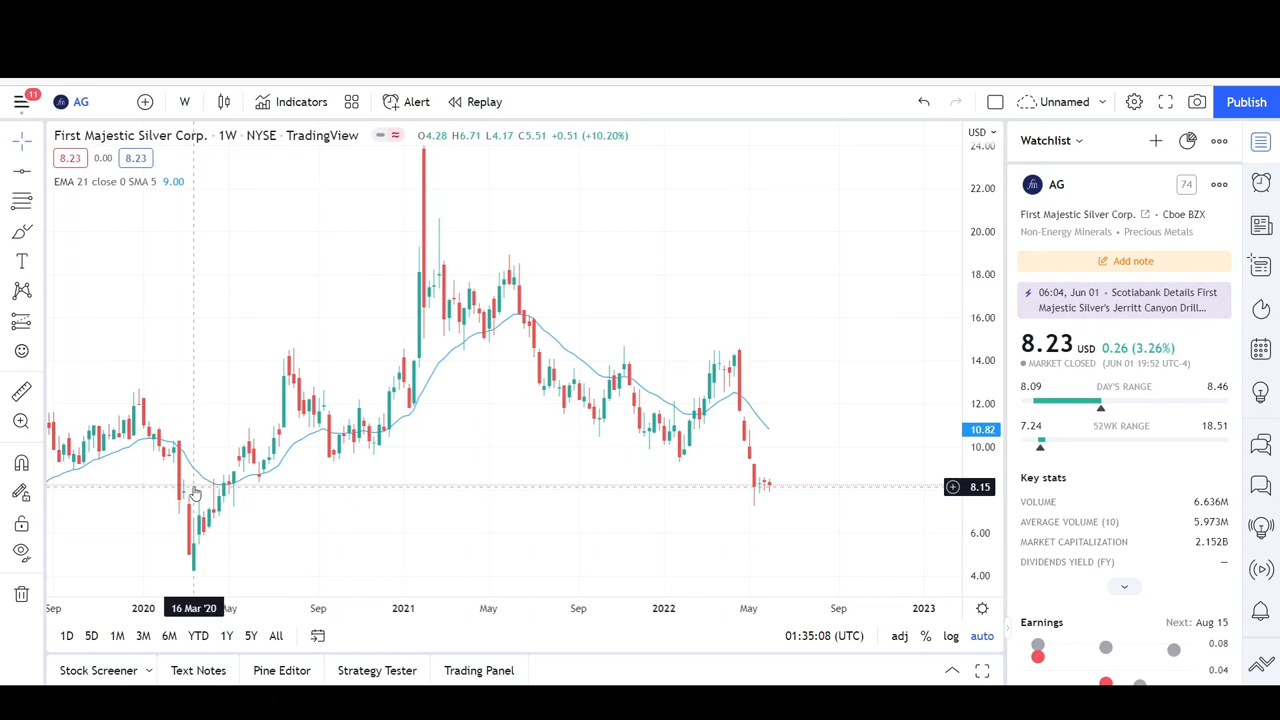 11
AG
W
Indicators
Alert
Replay
Unnamed
Publish
First Majestic Silver Corp. · 1W · NYSE · TradingView
O4.28 H6.71 L4.17 C5.51 +0.51 (+10.20%)
8.23 0.00 8.23
EMA 21 close 0 SMA 5 9.00
USD
24.00
22.00
20.00
18.00
16.00
14.00
12.00
10.82
10.00
8.15
6.00
4.00
Sep 2020 16 Mar '20 May Sep 2021 May Sep 2022 May Sep 2023
1D 5D 1M 3M 6M YTD 1Y 5Y All
01:35:08 (UTC) adj % log auto
Stock Screener Text Notes Pine Editor Strategy Tester Trading Panel
Watchlist
fm AG 74
First Majestic Silver Corp. • Cboe BZX
Non-Energy Minerals • Precious Metals
Add note
06:04, Jun 01 • Scotiabank Details First
Majestic Silver's Jerritt Canyon Drill...
8.23 USD 0.26 (3.26%)
MARKET CLOSED (JUN 01 19:52 UTC-4)
8.09 DAY'S RANGE 8.46
7.24 52WK RANGE 18.51
Key stats
VOLUME 6.636M
AVERAGE VOLUME (10) 5.973M
MARKET CAPITALIZATION 2.152B
DIVIDENDS YIELD (FY) —
Earnings Next: Aug 15
0.08
0.04